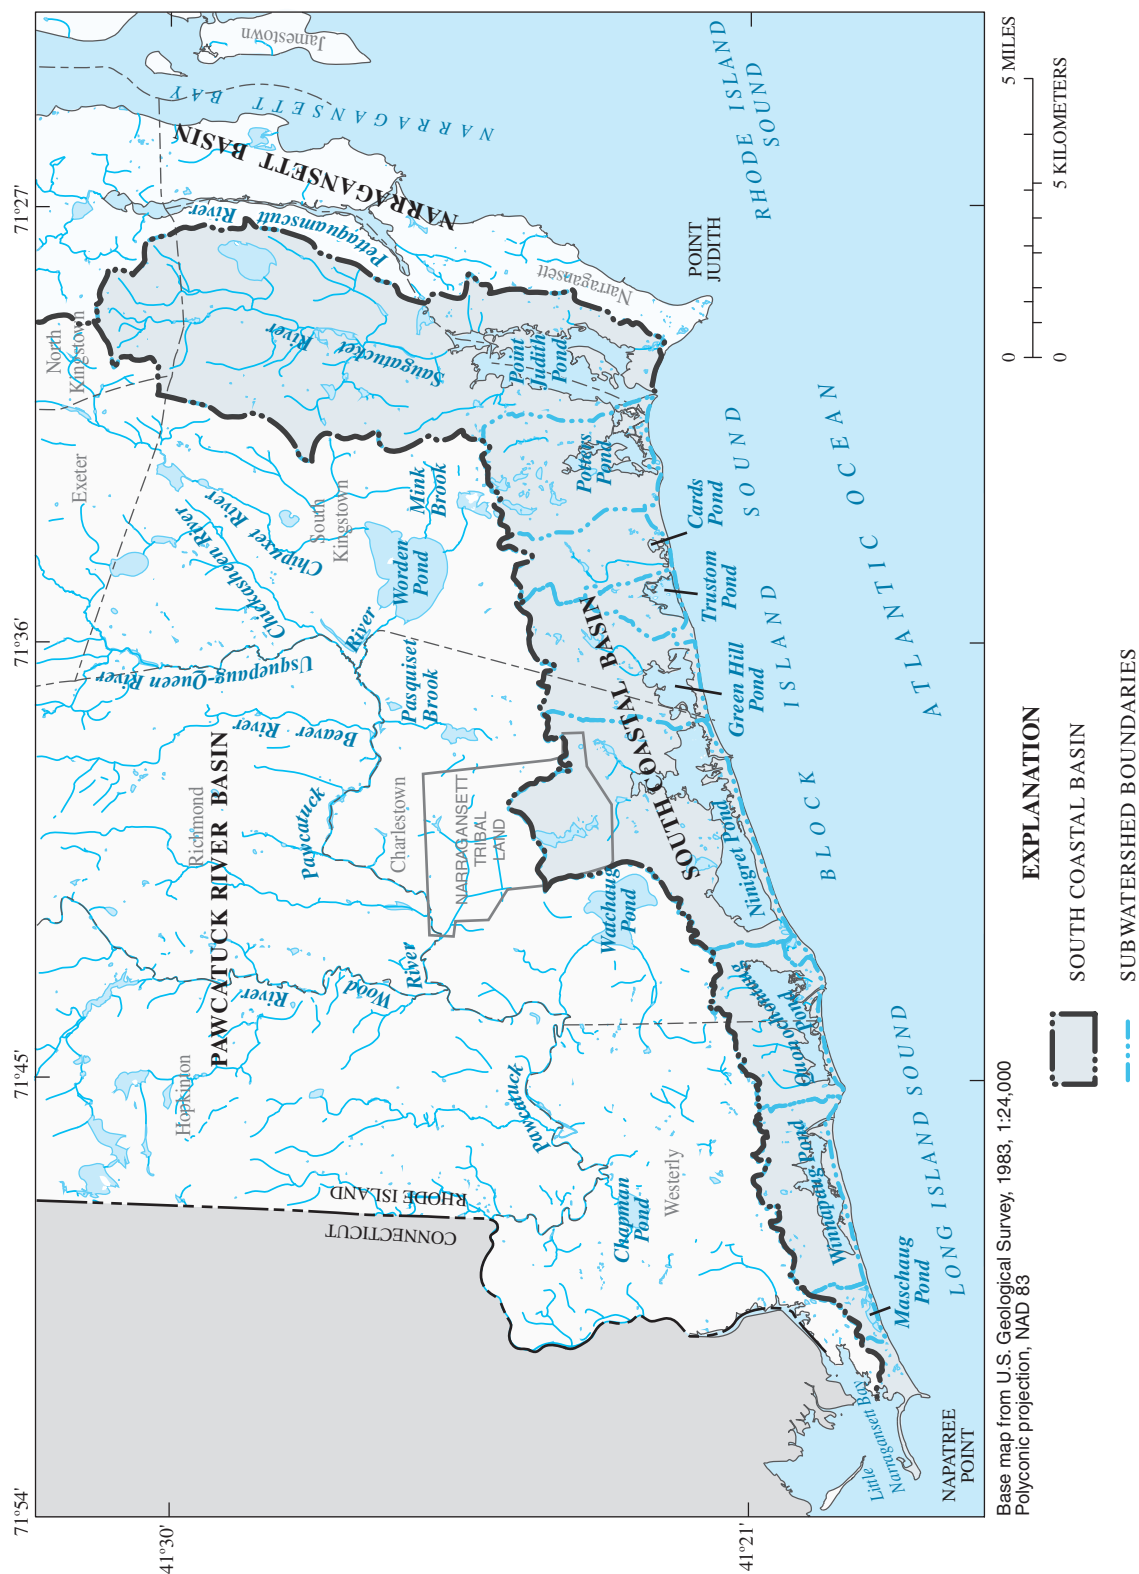 71°54'
71°45'
71°36'
71°27'
41°30'
41°21'
CONNECTICUT
RHODE ISLAND
Hopkinton
Richmond
Exeter
North
Kingstown
South
Kingstown
Charlestown
Westerly
Narragansett
Jamestown
PAWCATUCK RIVER BASIN
NARRAGANSETT BASIN
SOUTH COASTAL BASIN
NARRAGANSETT
TRIBAL
LAND
NARRAGANSETT BAY
Pettaquamscutt River
Saugatucket
River
Chipuxet River
Chickasheen River
Usquepaug-Queen River
Beaver River
Pawcatuck
River
Wood
River
River
Pawcatuck
Mink
Brook
Worden
Pond
Pasquiset
Brook
Watchaug
Pond
Chapman
Pond
Point
Judith
Pond
Potters
Pond
Cards
Pond
Trustom
Pond
Green Hill
Pond
Ninigret Pond
Quonochontaug
Pond
Winnapaug Pond
Maschaug
Pond
Little
Narragansett Bay
NAPATREE
POINT
POINT
JUDITH
RHODE ISLAND
SOUND
BLOCK ISLAND SOUND
LONG ISLAND SOUND
ATLANTIC OCEAN
Base map from U.S. Geological Survey, 1983, 1:24,000
Polyconic projection, NAD 83
0 5 MILES
0 5 KILOMETERS
EXPLANATION
SOUTH COASTAL BASIN
SUBWATERSHED BOUNDARIES